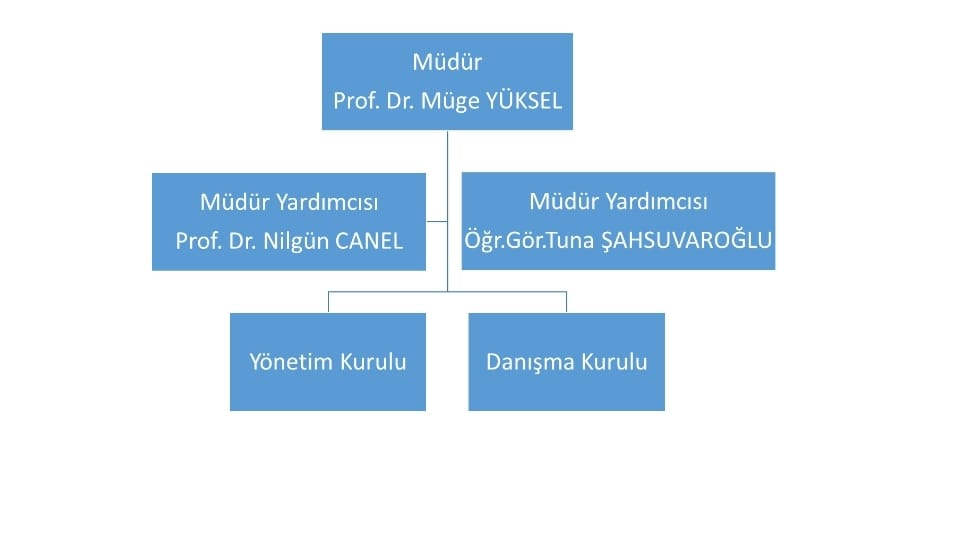 Müdür
Prof. Dr. Müge YÜKSEL
Müdür Yardımcısı
Prof. Dr. Nilgün CANEL
Müdür Yardımcısı
Öğr.Gör.Tuna ŞAHSUVAROĞLU
Yönetim Kurulu
Danışma Kurulu